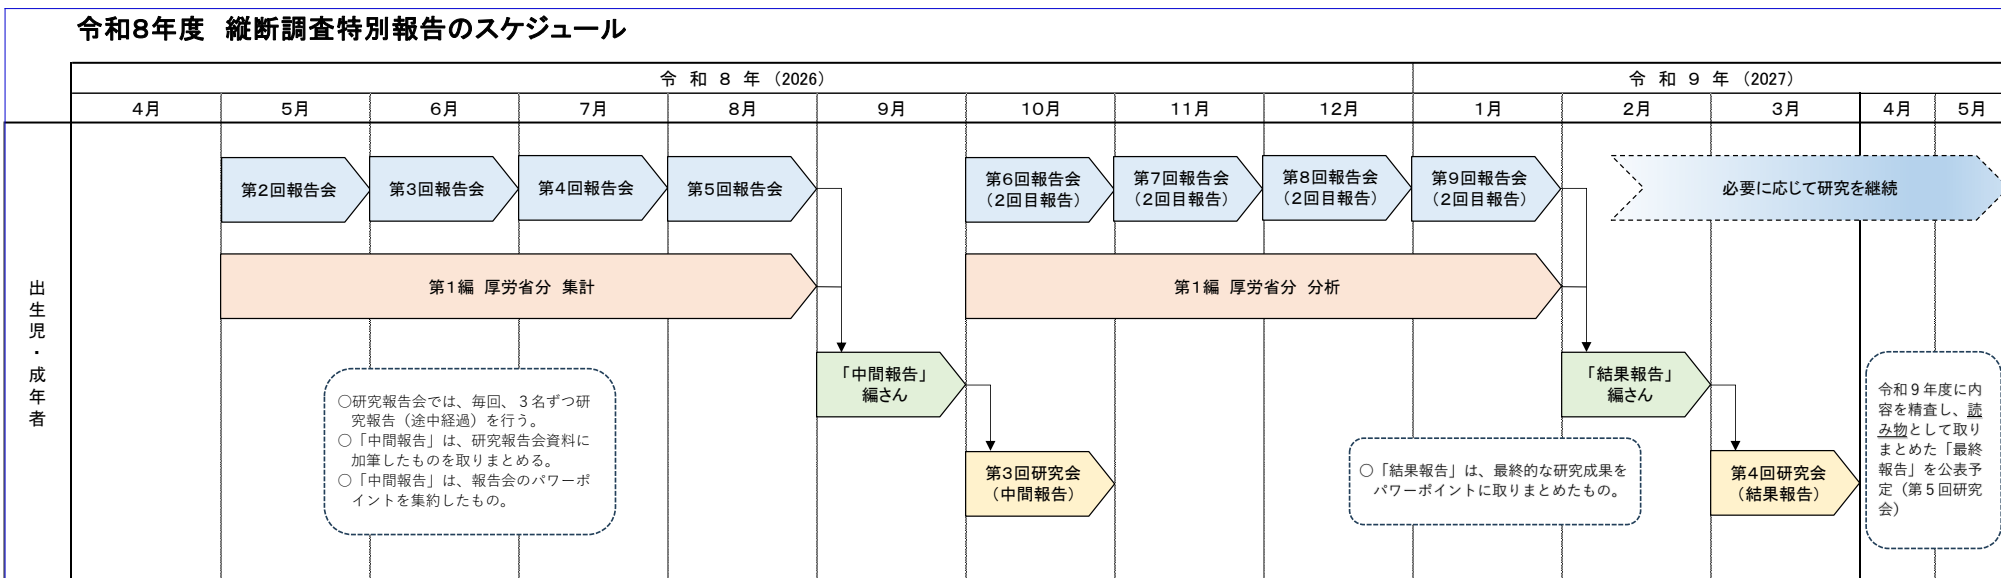 令和8年度 縦断調査特別報告のスケジュール
令 和 8 年 (2026)
令 和 9 年 (2027)
4月 5月 6月 7月 8月 9月 10月 11月 12月 1月 2月 3月 4月 5月
出生児・成年者
第2回報告会
第3回報告会
第4回報告会
第5回報告会
第6回報告会
(2回目報告)
第7回報告会
(2回目報告)
第8回報告会
(2回目報告)
第9回報告会
(2回目報告)
必要に応じて研究を継続
第1編 厚労省分 集計
第1編 厚労省分 分析
「中間報告」
編さん
「結果報告」
編さん
○研究報告会では、毎回、3名ずつ研
究報告(途中経過)を行う。
○「中間報告」は、研究報告会資料に
加筆したものを取りまとめる。
○「中間報告」は、報告会のパワーポ
イントを集約したもの。
第3回研究会
(中間報告)
○「結果報告」は、最終的な研究成果を
パワーポイントに取りまとめたもの。
第4回研究会
(結果報告)
令和9年度に内
容を精査し、読
み物として取り
まとめた「最終
報告」を公表予
定(第5回研究
会)